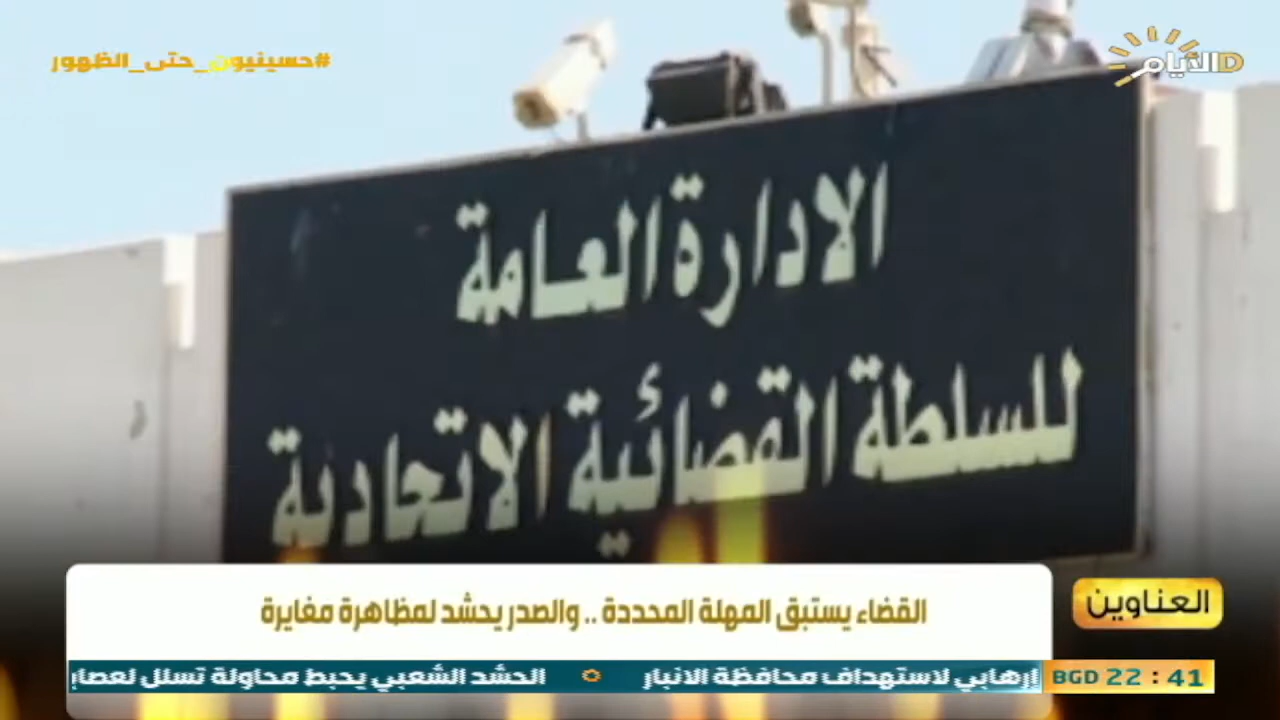 #حسينيون_حتى_الظهور
الأيام
الادارة العامة
للسلطة القضائية الاتحادية
العناوين
القضاء يستبق المهلة المحددة .. والصدر يحشد لمظاهرة مغايرة
BGD 22 : 41
إرهابي لاستهداف محافظة الانبار ۞ الحشد الشعبي يحبط محاولة تسلل